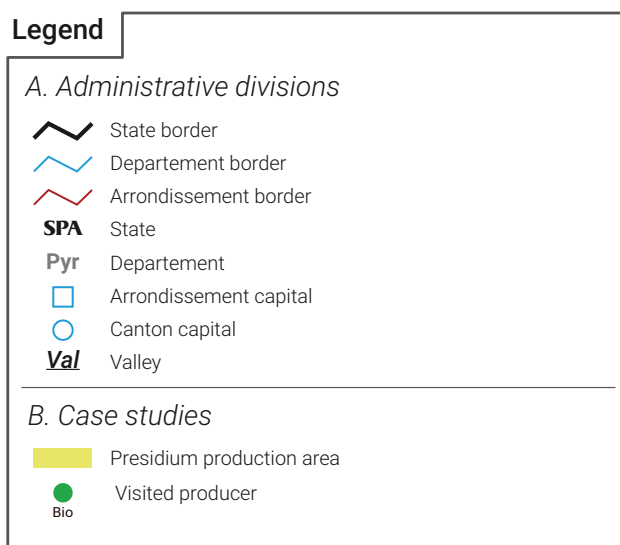 Legend
A. Administrative divisions
State border
Departement border
Arrondissement border
SPA State
Pyr Departement
Arrondissement capital
Canton capital
Val Valley
B. Case studies
Presidium production area
Visited producer
Bio